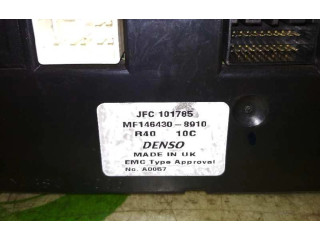 JFC 101785
MF146430-8910
R40 10C
DENSO
MADE IN UK
EMC Type Approval
No. A0067